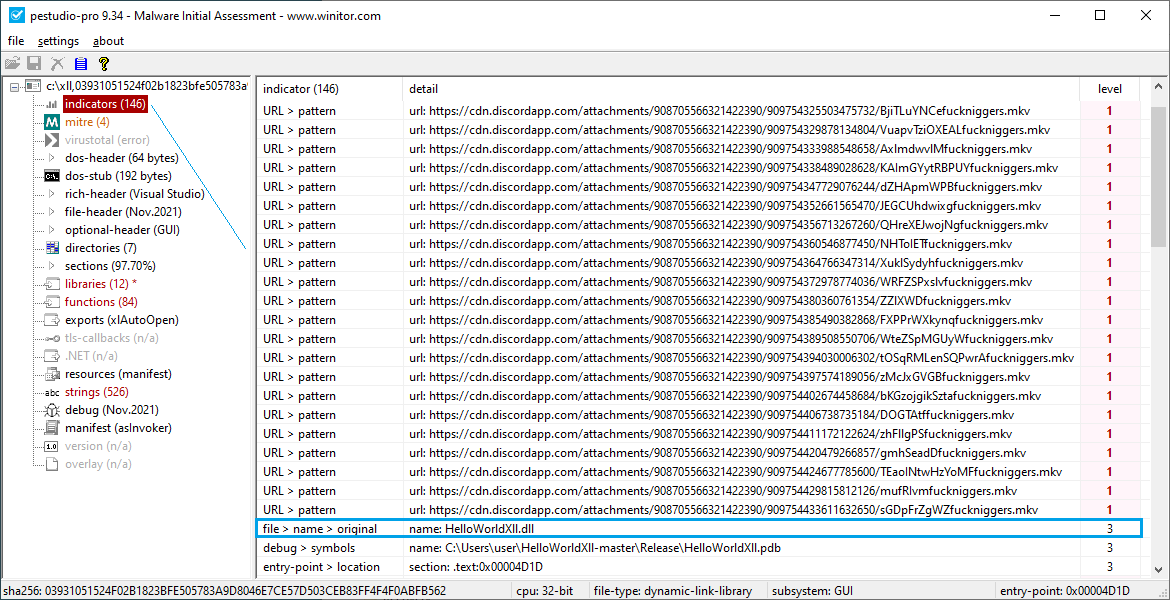 pestudio-pro 9.34 - Malware Initial Assessment - www.winitor.com
file settings about
c:\xll,03931051524f02b1823bfe505783a
indicators (146)
mitre (4)
virustotal (error)
dos-header (64 bytes)
dos-stub (192 bytes)
rich-header (Visual Studio)
file-header (Nov.2021)
optional-header (GUI)
directories (7)
sections (97.70%)
libraries (12) *
functions (84)
exports (xlAutoOpen)
tls-callbacks (n/a)
.NET (n/a)
resources (manifest)
abc strings (526)
debug (Nov.2021)
manifest (asInvoker)
1.0 version (n/a)
overlay (n/a)
indicator (146) detail level
URL > pattern url: https://cdn.discordapp.com/attachments/908705566321422390/909754325503475732/BjiTLuYNCefuckniggers.mkv 1
URL > pattern url: https://cdn.discordapp.com/attachments/908705566321422390/909754329878134804/VuapvTziOXEALfuckniggers.mkv 1
URL > pattern url: https://cdn.discordapp.com/attachments/908705566321422390/909754333988548658/AxImdwvlMfuckniggers.mkv 1
URL > pattern url: https://cdn.discordapp.com/attachments/908705566321422390/909754338489028628/KAlmGYytRBPUYfuckniggers.mkv 1
URL > pattern url: https://cdn.discordapp.com/attachments/908705566321422390/909754347729076244/dZHApmWPBfuckniggers.mkv 1
URL > pattern url: https://cdn.discordapp.com/attachments/908705566321422390/909754352661565470/JEGCUhdwixgfuckniggers.mkv 1
URL > pattern url: https://cdn.discordapp.com/attachments/908705566321422390/909754356713267260/QHreXEJwojNgfuckniggers.mkv 1
URL > pattern url: https://cdn.discordapp.com/attachments/908705566321422390/909754360546877450/NHTolETfuckniggers.mkv 1
URL > pattern url: https://cdn.discordapp.com/attachments/908705566321422390/909754364766347314/XuklSydyhfuckniggers.mkv 1
URL > pattern url: https://cdn.discordapp.com/attachments/908705566321422390/909754372978774036/WRFZSPxslvfuckniggers.mkv 1
URL > pattern url: https://cdn.discordapp.com/attachments/908705566321422390/909754380360761354/ZZIXWDfuckniggers.mkv 1
URL > pattern url: https://cdn.discordapp.com/attachments/908705566321422390/909754385490382868/FXPPrWXkynqfuckniggers.mkv 1
URL > pattern url: https://cdn.discordapp.com/attachments/908705566321422390/909754389508550706/WteZSpMGUyWfuckniggers.mkv 1
URL > pattern url: https://cdn.discordapp.com/attachments/908705566321422390/909754394030006302/tOSqRMLenSQPwrAfuckniggers.mkv 1
URL > pattern url: https://cdn.discordapp.com/attachments/908705566321422390/909754397574189056/zMcJxGVGBfuckniggers.mkv 1
URL > pattern url: https://cdn.discordapp.com/attachments/908705566321422390/909754402674458684/bKGzojgikSztafuckniggers.mkv 1
URL > pattern url: https://cdn.discordapp.com/attachments/908705566321422390/909754406738735184/DOGTAtffuckniggers.mkv 1
URL > pattern url: https://cdn.discordapp.com/attachments/908705566321422390/909754411172122624/zhFIlgPSfuckniggers.mkv 1
URL > pattern url: https://cdn.discordapp.com/attachments/908705566321422390/909754420479266857/gmhSeadDfuckniggers.mkv 1
URL > pattern url: https://cdn.discordapp.com/attachments/908705566321422390/909754424677785600/TEaolNtwHzYoMFfuckniggers.mkv 1
URL > pattern url: https://cdn.discordapp.com/attachments/908705566321422390/909754429815812126/mufRlvmfuckniggers.mkv 1
URL > pattern url: https://cdn.discordapp.com/attachments/908705566321422390/909754433611632650/sGDpFrZgWZfuckniggers.mkv 1
file > name > original name: HelloWorldXll.dll 3
debug > symbols name: C:\Users\user\HelloWorldXll-master\Release\HelloWorldXll.pdb 3
entry-point > location section: .text:0x00004D1D 3
sha256: 03931051524F02B1823BFE505783A9D8046E7CE57D503CEB83FF4F4F0ABFB562 cpu: 32-bit file-type: dynamic-link-library subsystem: GUI entry-point: 0x00004D1D